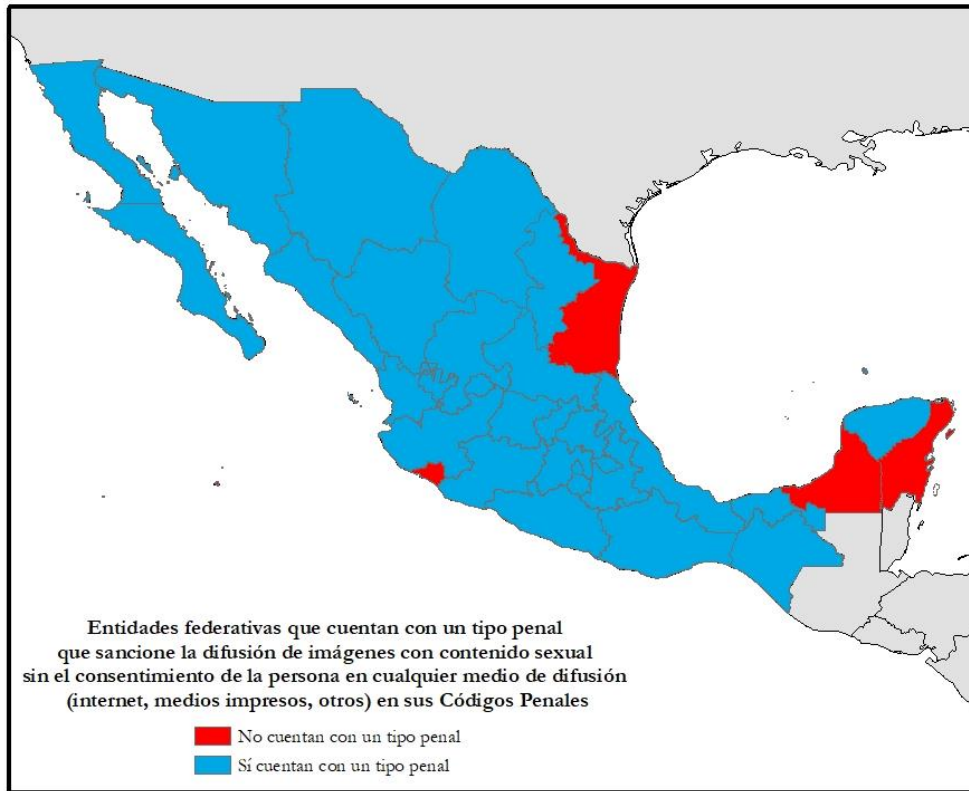 Entidades federativas que cuentan con un tipo penal
que sancione la difusión de imágenes con contenido sexual
sin el consentimiento de la persona en cualquier medio de difusión
(internet, medios impresos, otros) en sus Códigos Penales
No cuentan con un tipo penal
Sí cuentan con un tipo penal